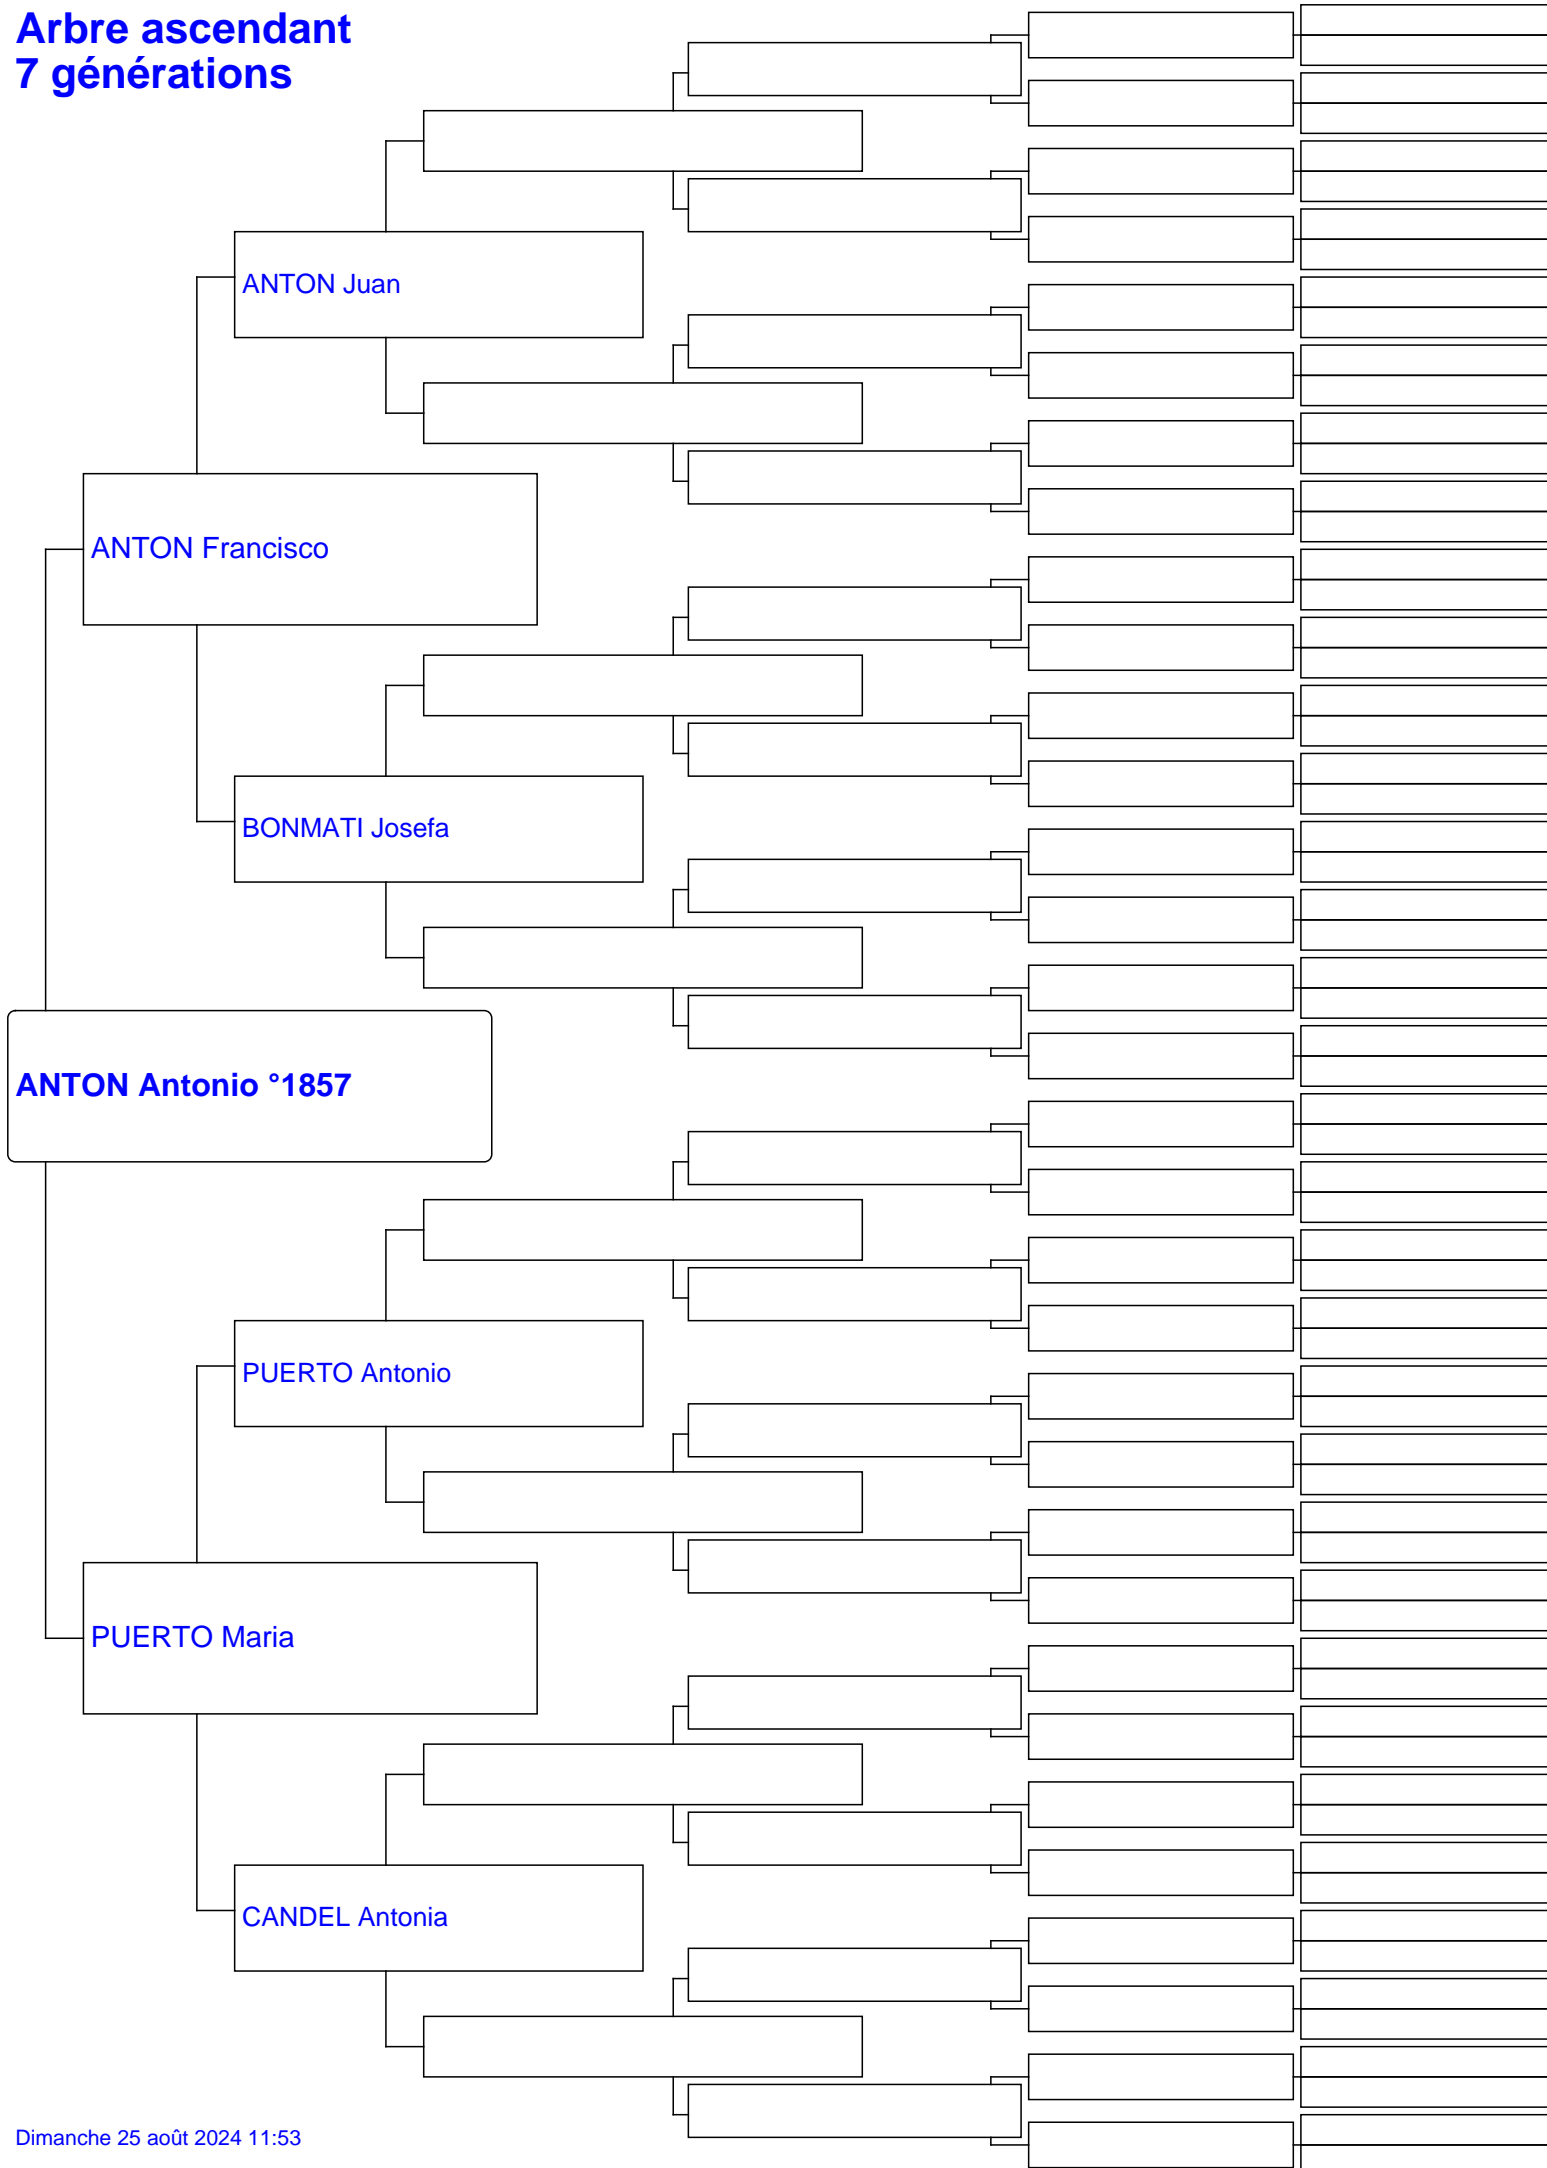 Arbre ascendant
7 générations
ANTON Juan
ANTON Francisco
BONMATI Josefa
ANTON Antonio °1857
PUERTO Antonio
PUERTO Maria
CANDEL Antonia
Dimanche 25 août 2024 11:53